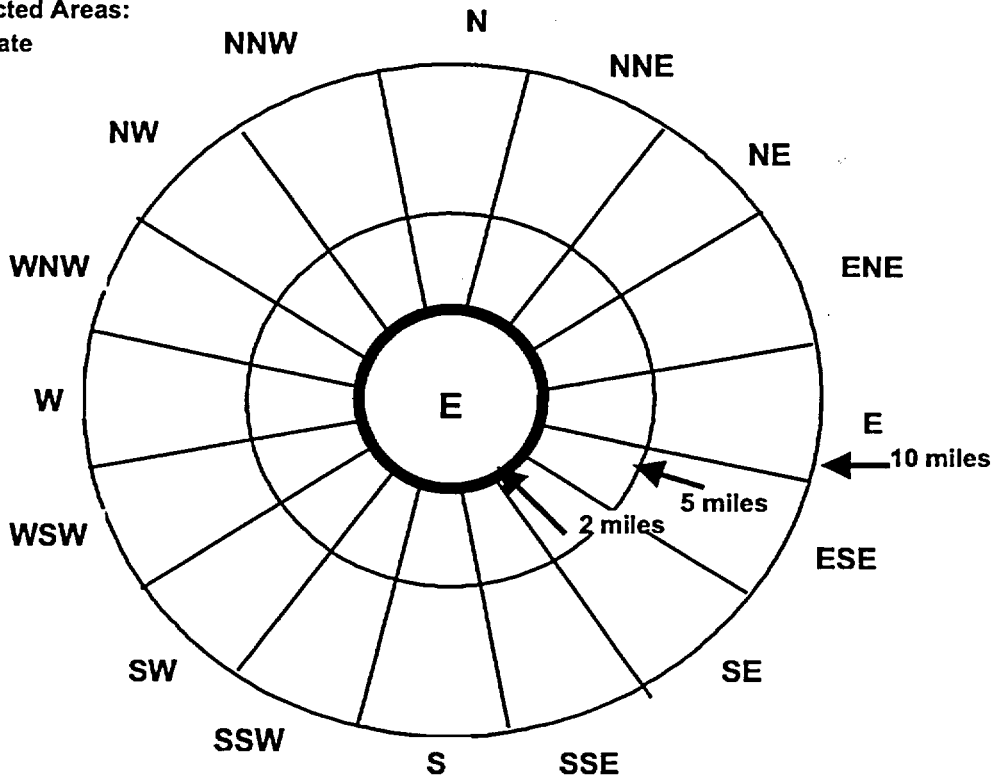 cted Areas:
ate
N
NNW
NNE
NW
NE
WNW
ENE
W
E
E
10 miles
5 miles
2 miles
WSW
ESE
SW
SE
SSW
S
SSE